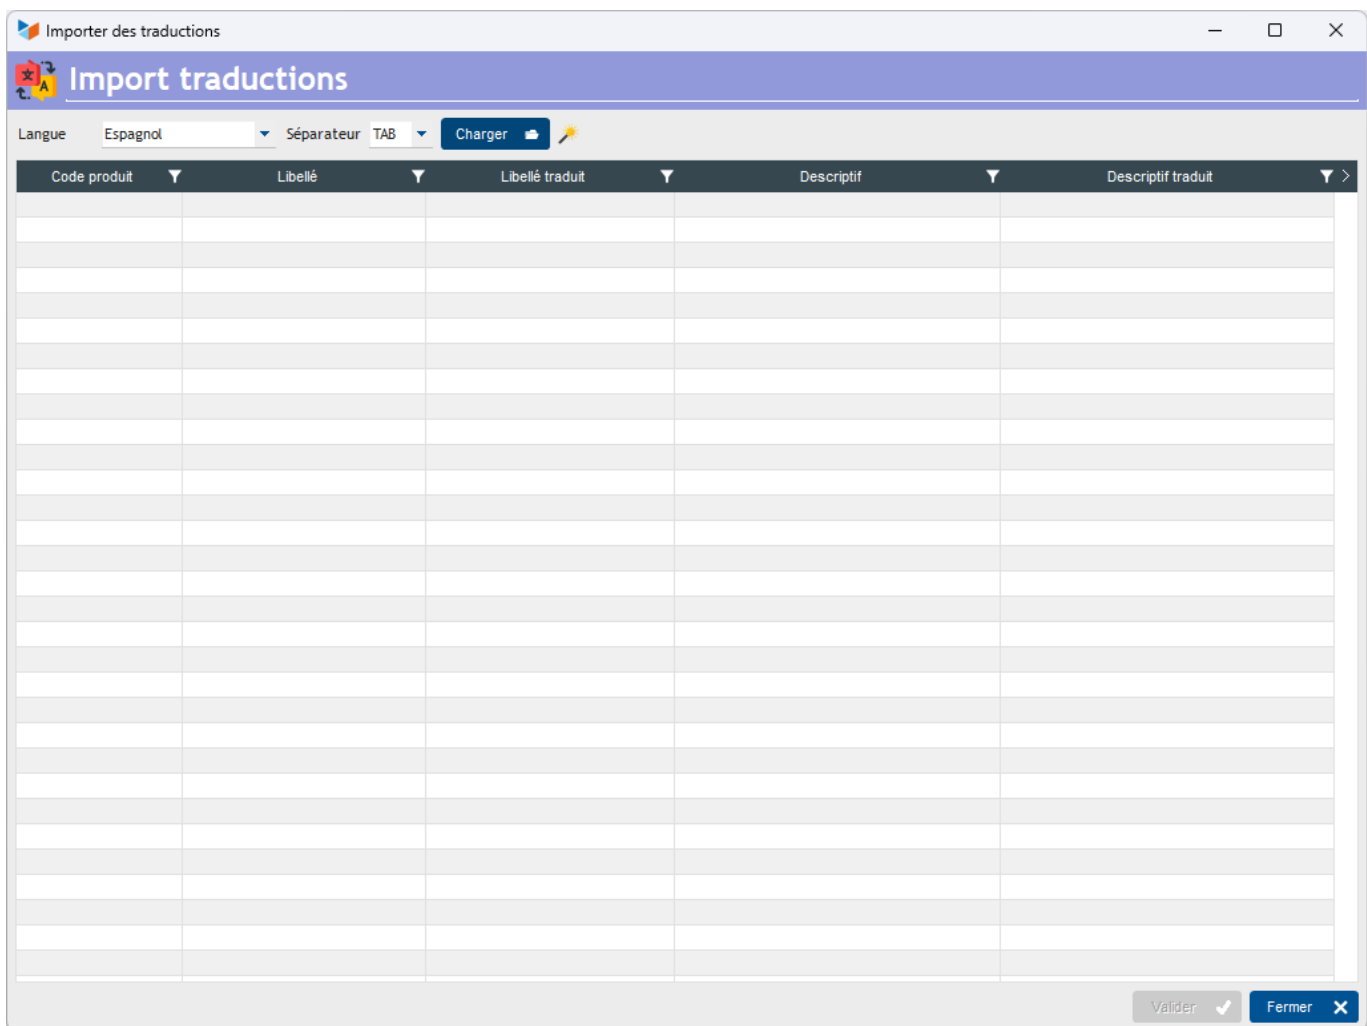 Importer des traductions
Import traductions
Langue Espagnol Séparateur TAB Charger
Code produit Libellé Libellé traduit Descriptif Descriptif traduit
Valider Fermer